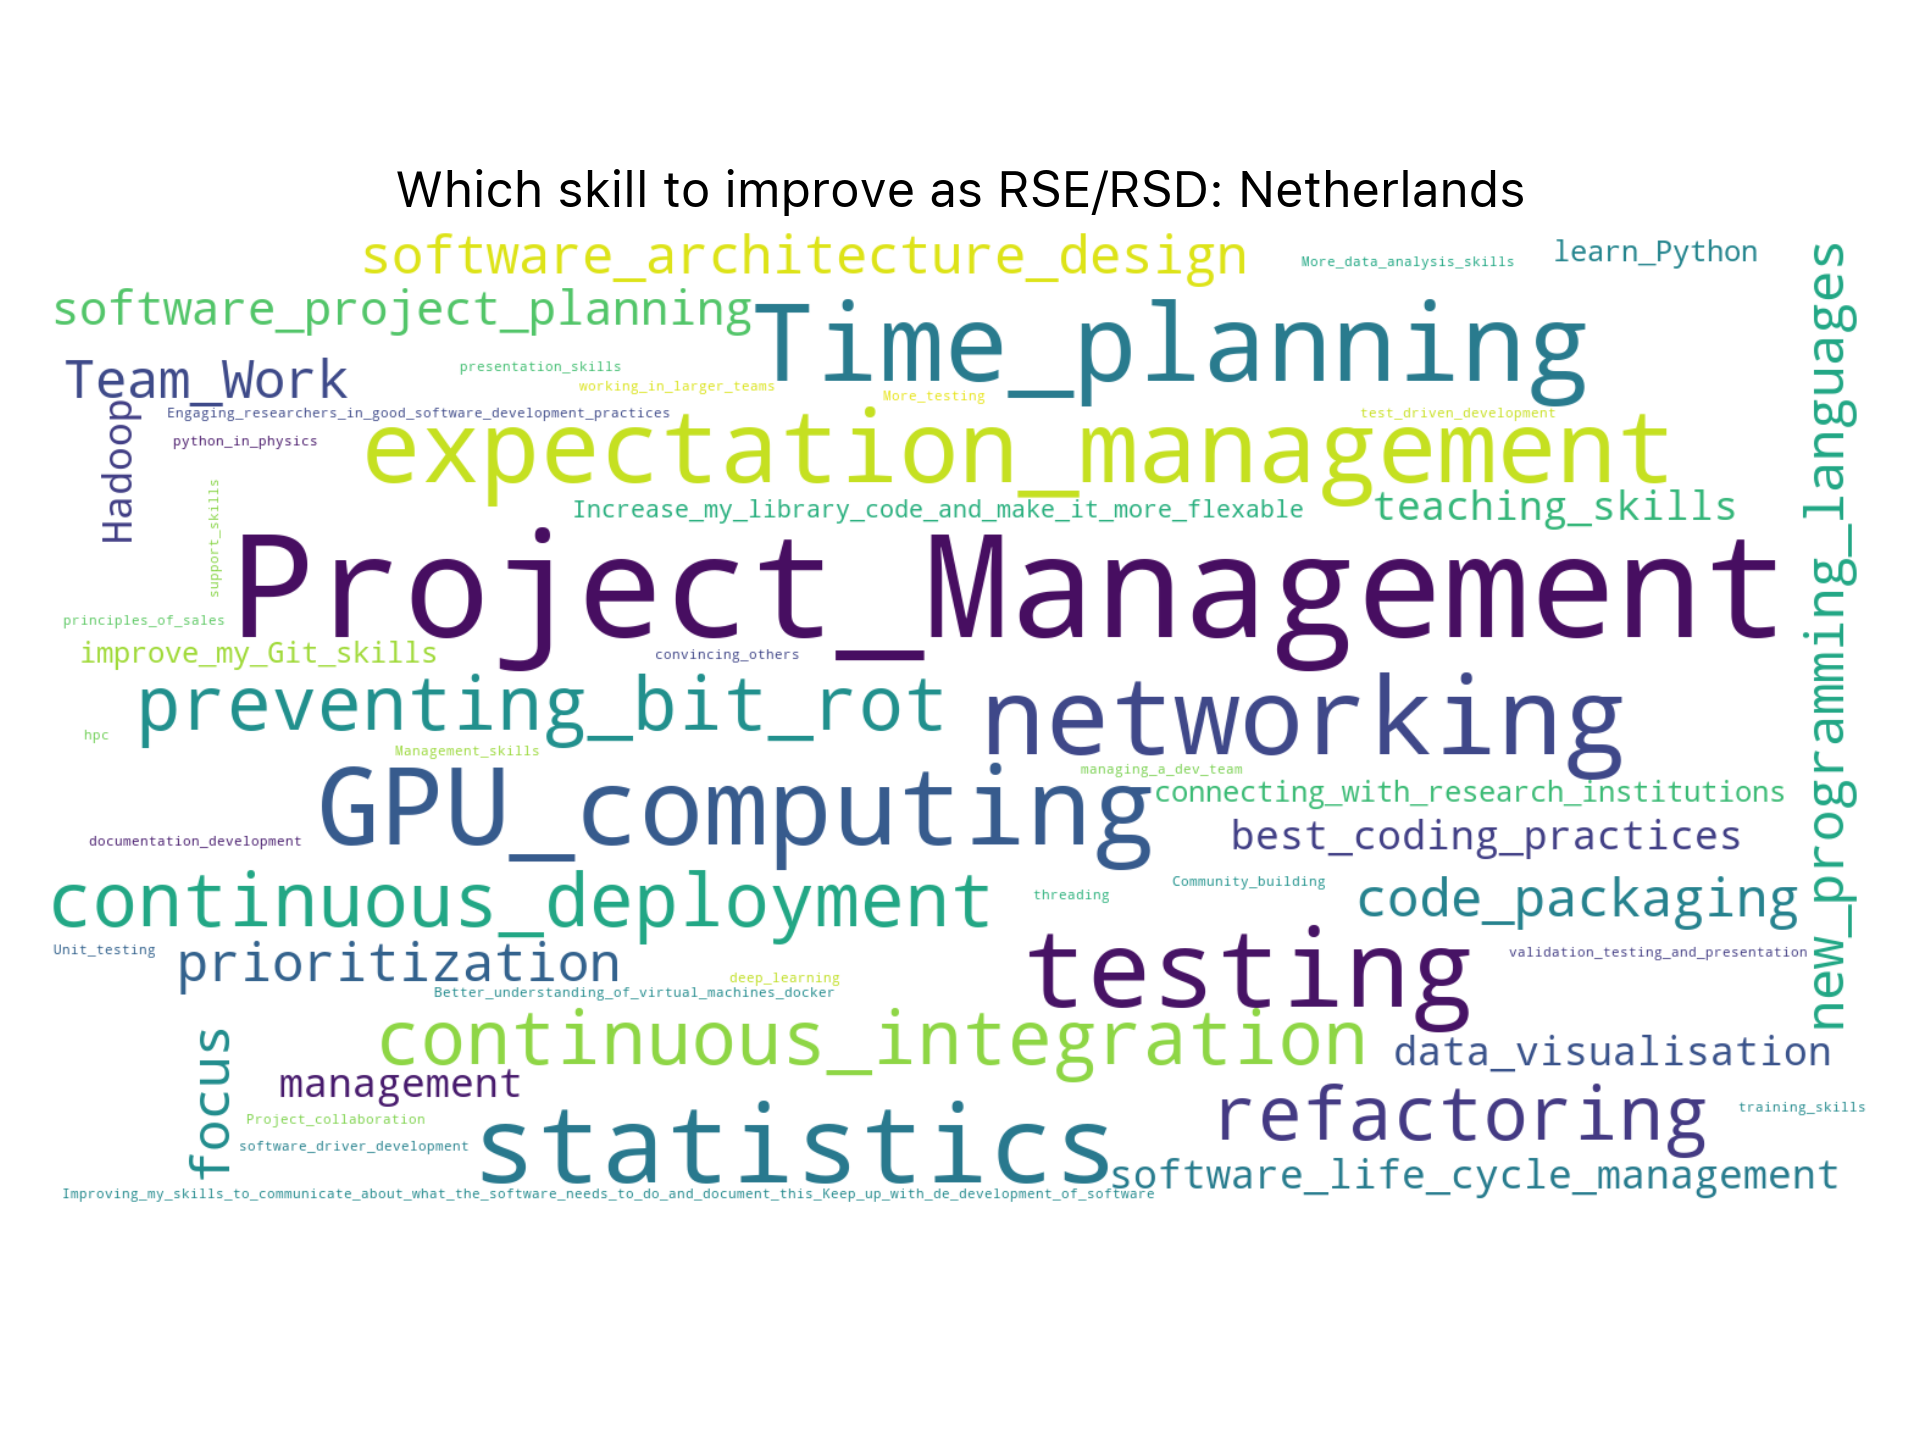 Which skill to improve as RSE/RSD: Netherlands
software_architecture_design
More_data_analysis_skills
learn_Python
new_programming_languages
software_project_planning
Time_planning
Team_Work
presentation_skills
working_in_larger_teams
More_testing
Hadoop
Engaging_researchers_in_good_software_development_practices
test_driven_development
python_in_physics
expectation_management
support_skills
Increase_my_library_code_and_make_it_more_flexable
teaching_skills
Project_Management
principles_of_sales
improve_my_Git_skills
convincing_others
preventing_bit_rot
networking
hpc
Management_skills
managing_a_dev_team
GPU_computing
connecting_with_research_institutions
documentation_development
best_coding_practices
continuous_deployment
threading
Community_building
code_packaging
Unit_testing
prioritization
testing
validation_testing_and_presentation
deep_learning
Better_understanding_of_virtual_machines_docker
focus
continuous_integration
data_visualisation
management
Project_collaboration
statistics
refactoring
training_skills
software_driver_development
software_life_cycle_management
Improving_my_skills_to_communicate_about_what_the_software_needs_to_do_and_document_this_Keep_up_with_de_development_of_software